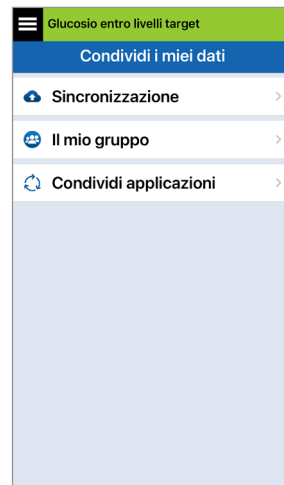 Glucosio entro livelli target
Condividi i miei dati
Sincronizzazione
Il mio gruppo
Condividi applicazioni